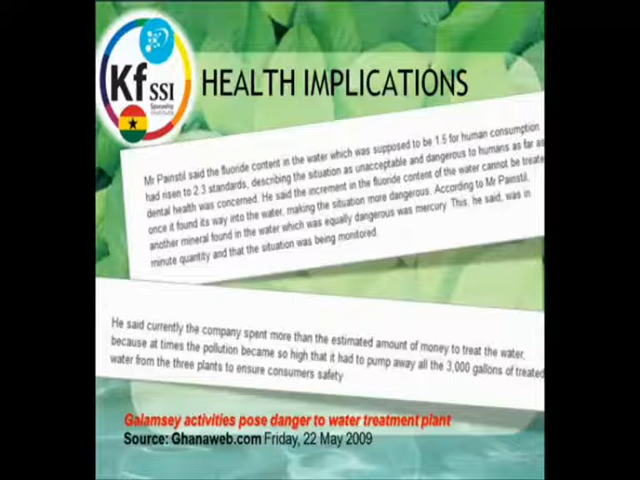 Kf SSI
Spaceship
Institute
HEALTH IMPLICATIONS
Mr Painstil said the fluoride content in the water which was supposed to be 1.5 for human consumption
had risen to 2.3 standards, describing the situation as unacceptable and dangerous to humans as far as
dental health was concerned. He said the increment in the fluoride content of the water cannot be treate
once it found its way into the water, making the situation more dangerous. According to Mr Painstil,
another mineral found in the water which was equally dangerous was mercury. This, he said, was in
minute quantity and that the situation was being monitored.
He said currently the company spent more than the estimated amount of money to treat the water,
because at times the pollution became so high that it had to pump away all the 3,000 gallons of treated
water from the three plants to ensure consumers safety
Galamsey activities pose danger to water treatment plant
Source: Ghanaweb.com Friday, 22 May 2009